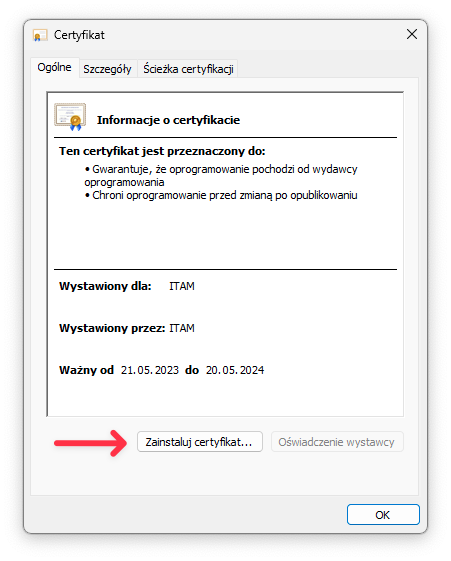 Certyfikat
Ogólne Szczegóły Ścieżka certyfikacji
Informacje o certyfikacie
Ten certyfikat jest przeznaczony do:
• Gwarantuje, że oprogramowanie pochodzi od wydawcy
oprogramowania
• Chroni oprogramowanie przed zmianą po opublikowaniu
Wystawiony dla: ITAM
Wystawiony przez: ITAM
Ważny od 21.05.2023 do 20.05.2024
Zainstaluj certyfikat... Oświadczenie wystawcy
OK